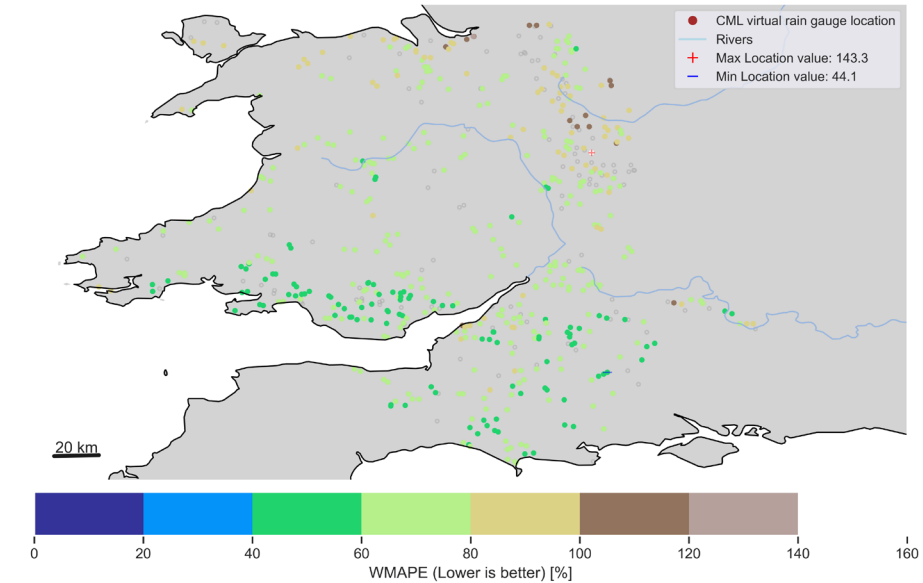 CML virtual rain gauge location
Rivers
Max Location value: 143.3
Min Location value: 44.1
20 km
0 20 40 60 80 100 120 140 160
WMAPE (Lower is better) [%]